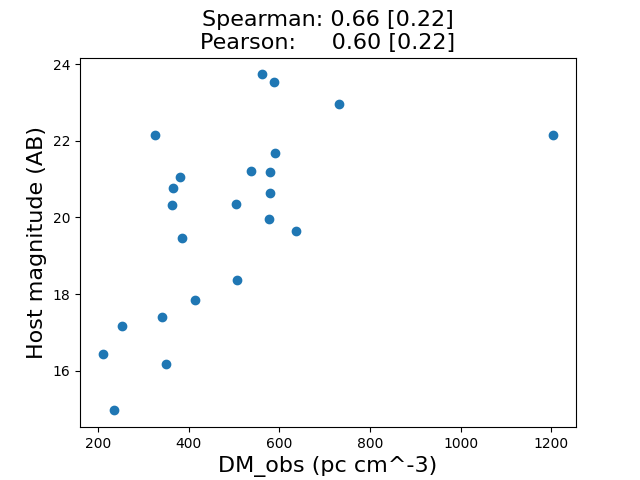 Spearman: 0.66 [0.22]
Pearson: 0.60 [0.22]
24
22
20
18
16
Host magnitude (AB)
200 400 600 800 1000 1200
DM_obs (pc cm^-3)